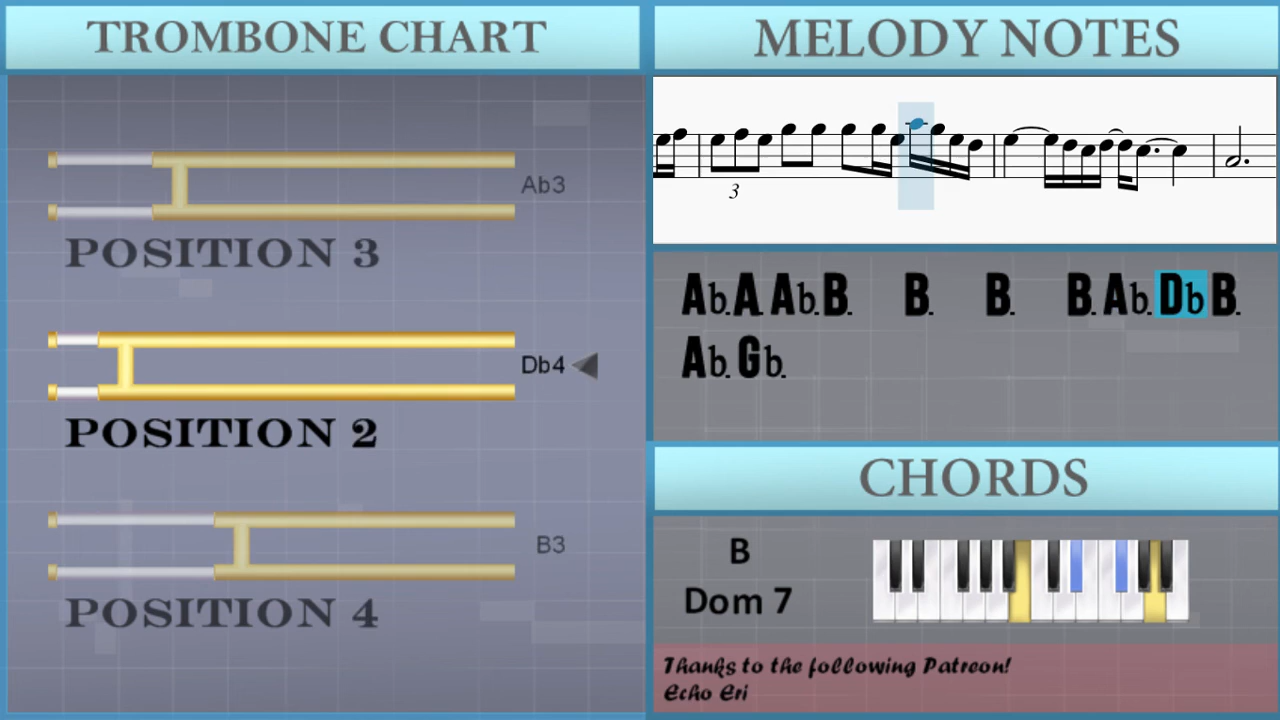 TROMBONE CHART
Ab3
POSITION 3
Db4
POSITION 2
B3
POSITION 4
MELODY NOTES
3
Ab. A. Ab. B. B. B. B. Ab. Db B.
Ab. Gb.
CHORDS
B
Dom 7
Thanks to the following Patreon!
Echo Eri